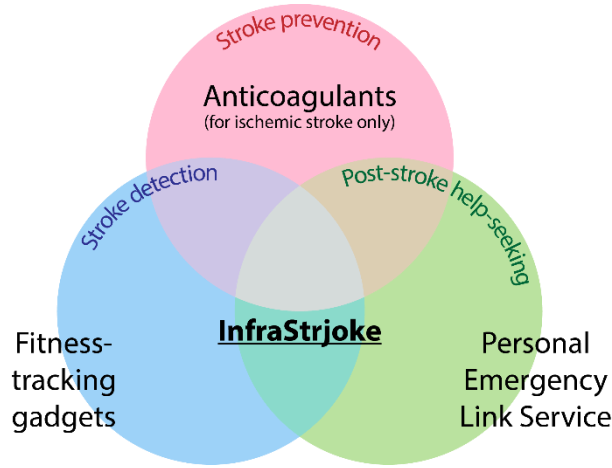 Stroke prevention
Anticoagulants
(for ischemic stroke only)
Stroke detection
Post-stroke help-seeking
InfraStrjoke
Fitness-
tracking
gadgets
Personal
Emergency
Link Service